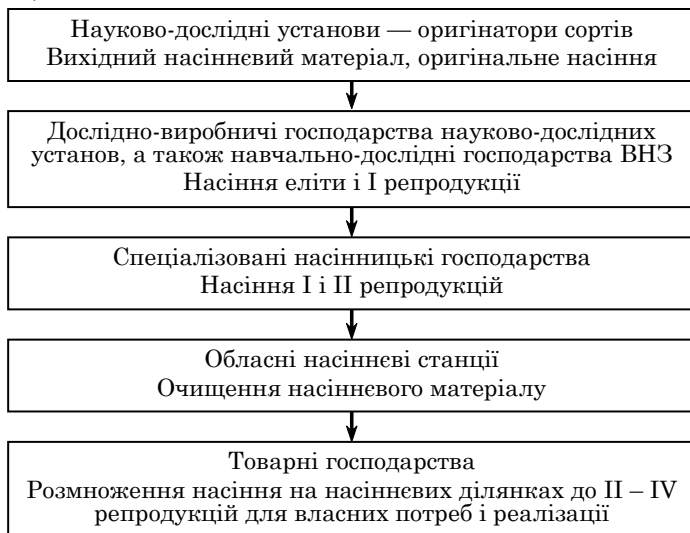 Науково-дослідні установи — оригінатори сортів
Вихідний насіннєвий матеріал, оригінальне насіння
Дослідно-виробничі господарства науково-дослідних
установ, а також навчально-дослідні господарства ВНЗ
Насіння еліти і I репродукції
Спеціалізовані насінницькі господарства
Насіння I і II репродукцій
Обласні насіннєві станції
Очищення насіннєвого матеріалу
Товарні господарства
Розмноження насіння на насіннєвих ділянках до II – IV
репродукцій для власних потреб і реалізації